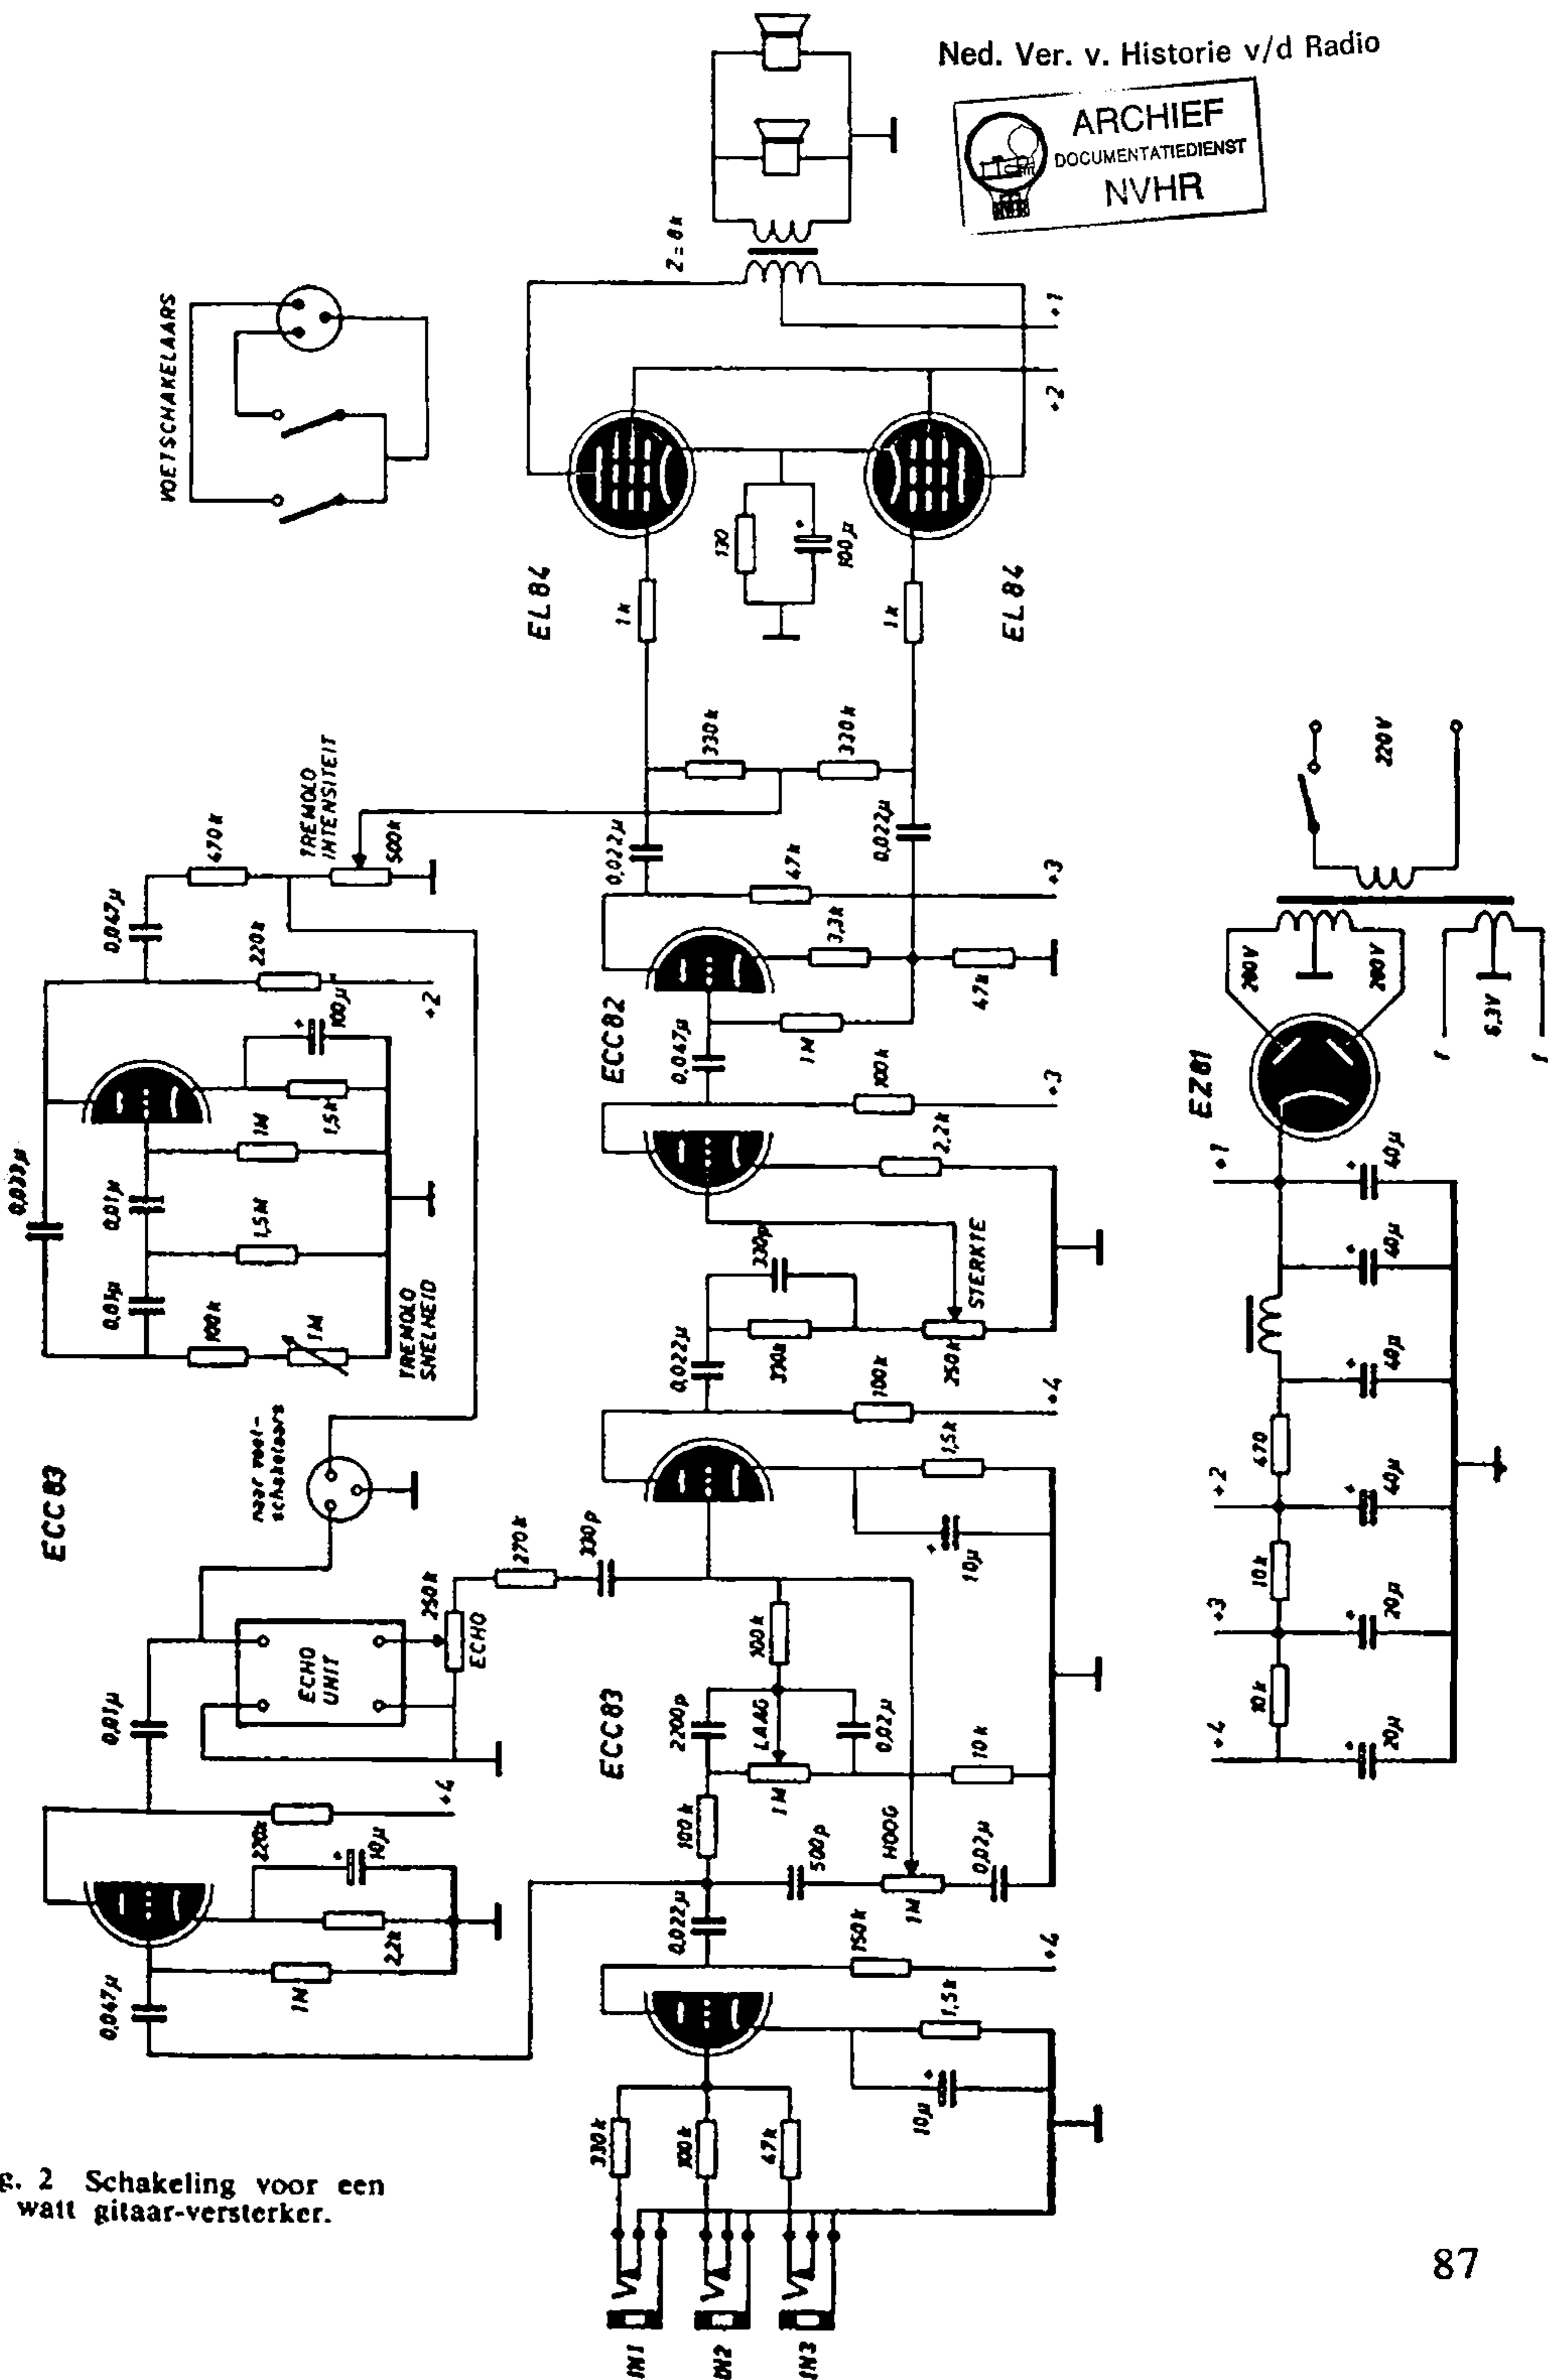 Ned. Ver. v. Historie v/d Radio
ARCHIEF
DOCUMENTATIEDIENST
NVHR
VOETSCHAKELAARS
Z = 8k
+1
+2
EL84
EL84
130
100µ
1k
1k
330k
330k
TREMOLO
INTENSITEIT
470k
500k
0,047µ
220k
+2
100µ
1,5k
1M
0,033µ
0,01µ
1,5M
0,01µ
100k
1M
TREMOLO
SNELHEID
0,022µ
0,022µ
47k
+3
3,3k
47k
ECC82
0,047µ
1M
100k
+3
2,2k
330p
STERKTE
330k
250k
0,022µ
100k
+4
1,5k
10µ
ECC83
naar voet-
schakelaars
270k
330p
250k
ECHO
ECHO
UNIT
0,01µ
+4
220k
10µ
2,2k
1M
0,047µ
ECC83
100k
2200p
LAAG
0,02µ
1M
10k
100k
500p
HOOG
1M
0,02µ
0,022µ
150k
+4
1,5k
10µ
330k
100k
47k
IN1
IN2
IN3
220V
280V
280V
6,3V
f
f
EZ81
+1
40µ
40µ
40µ
470
+2
40µ
10k
+3
20µ
10k
+4
20µ
2 Schakeling voor een
watt gitaar-versterker.
87